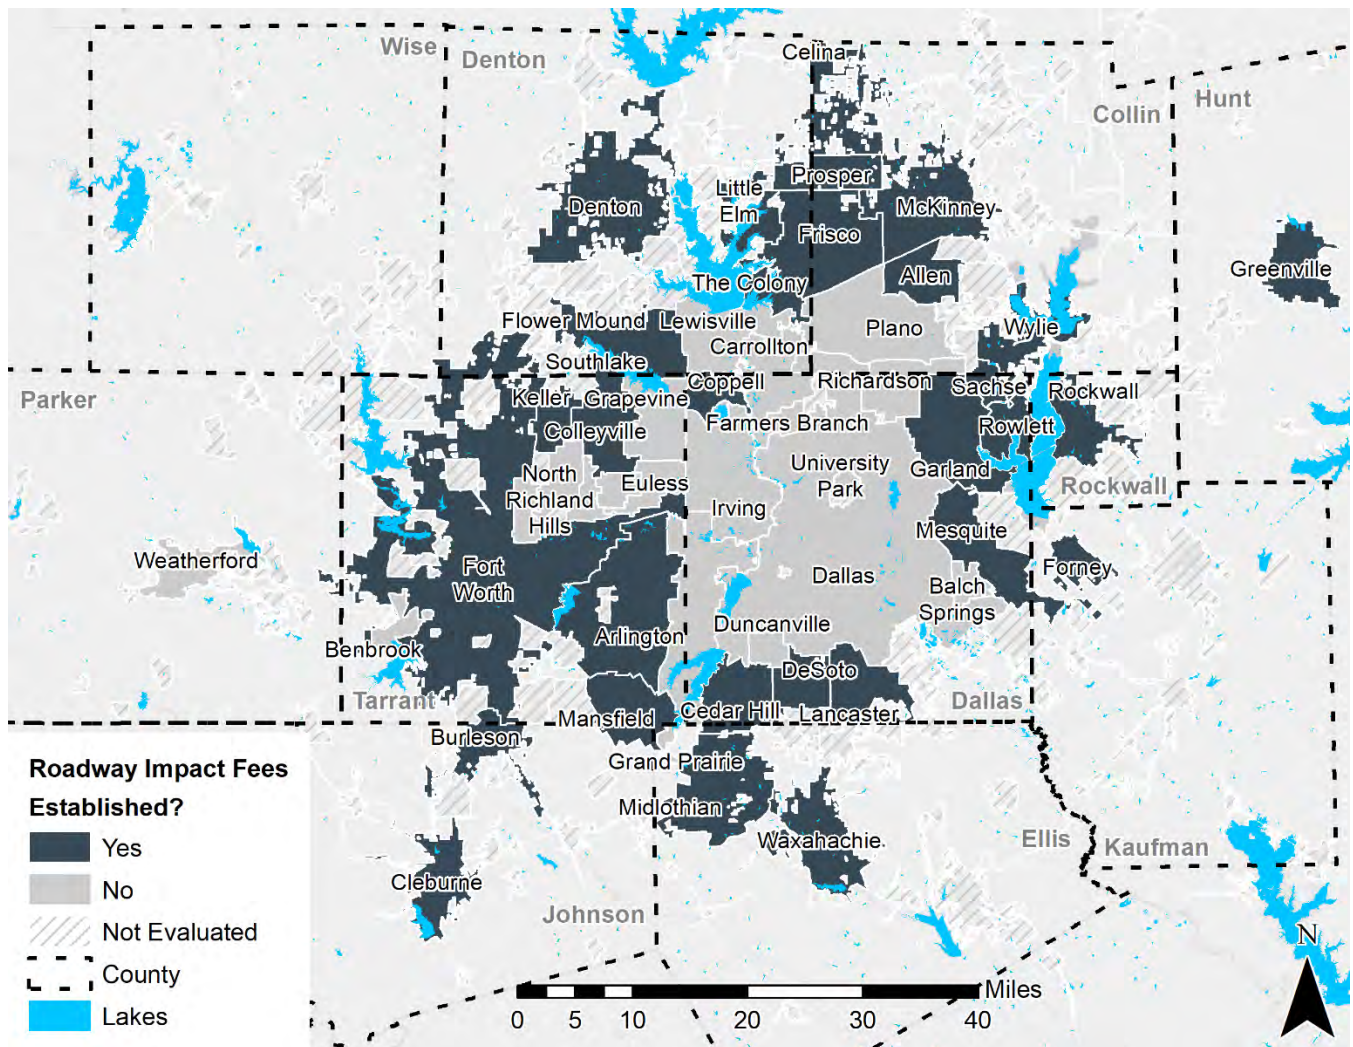 Wise
Denton
Celina
Hunt
Collin
Prosper
Little
Elm
Denton
McKinney
Frisco
Allen
Greenville
The Colony
Flower Mound
Lewisville
Plano
Wylie
Carrollton
Southlake
Coppell
Richardson
Sachse
Rockwall
Parker
Keller
Grapevine
Farmers Branch
Rowlett
Colleyville
University
Park
Garland
North
Richland
Hills
Euless
Rockwall
Irving
Mesquite
Weatherford
Fort
Worth
Dallas
Forney
Balch
Springs
Duncanville
Arlington
Benbrook
DeSoto
Tarrant
Dallas
Mansfield
Cedar Hill
Lancaster
Burleson
Grand Prairie
Midlothian
Waxahachie
Ellis
Kaufman
Cleburne
Johnson
Roadway Impact Fees
Established?
Yes
No
Not Evaluated
County
Lakes
N
Miles
0 5 10 20 30 40